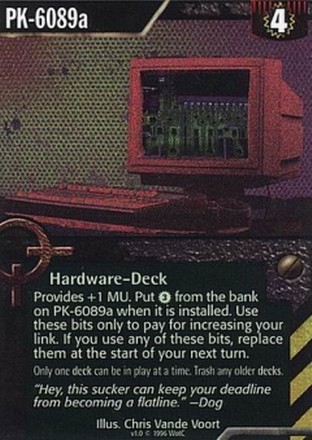 PK-6089a
4
Hardware-Deck
Provides +1 MU. Put 3 from the bank
on PK-6089a when it is installed. Use
these bits only to pay for increasing your
link. If you use any of these bits, replace
them at the start of your next turn.
Only one deck can be in play at a time. Trash any older decks.
"Hey, this sucker can keep your deadline
from becoming a flatline." —Dog
Illus. Chris Vande Voort
v1.0 © 1996 WotC